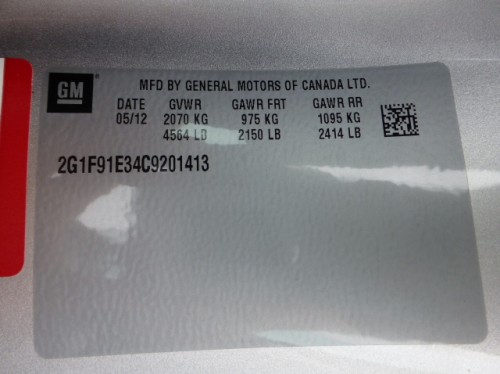 GM
MFD BY GENERAL MOTORS OF CANADA LTD.
DATE GVWR GAWR FRT GAWR RR
05/12 2070 KG 975 KG 1095 KG
4564 LB 2150 LB 2414 LB
2G1F91E34C9201413